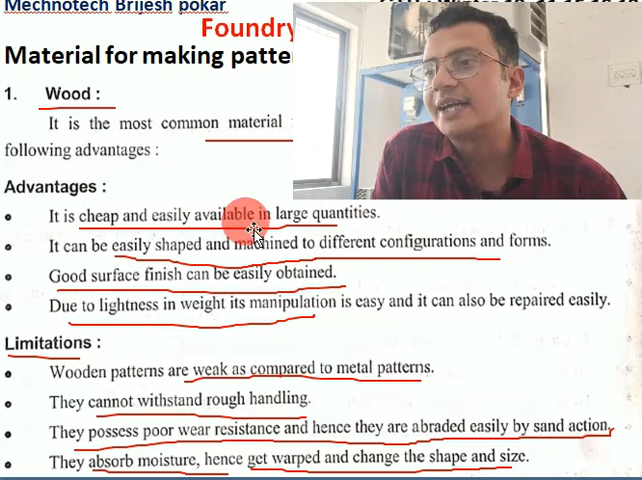 Mechnotech Brijesh pokar
Foundry
Material for making patte
1. Wood :
It is the most common material
following advantages :
Advantages :
• It is cheap and easily available in large quantities.
• It can be easily shaped and machined to different configurations and forms.
• Good surface finish can be easily obtained.
• Due to lightness in weight its manipulation is easy and it can also be repaired easily.
Limitations :
• Wooden patterns are weak as compared to metal patterns.
• They cannot withstand rough handling.
• They possess poor wear resistance and hence they are abraded easily by sand action.
• They absorb moisture, hence get warped and change the shape and size.